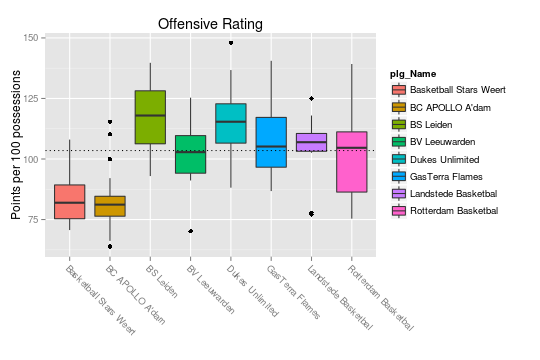 Offensive Rating
Points per 100 possessions
150
125
100
75
Basketball Stars Weert
BC APOLLO A'dam
BS Leiden
BV Leeuwarden
Dukes Unlimited
GasTerra Flames
Landstede Basketbal
Rotterdam Basketbal
plg_Name
Basketball Stars Weert
BC APOLLO A'dam
BS Leiden
BV Leeuwarden
Dukes Unlimited
GasTerra Flames
Landstede Basketbal
Rotterdam Basketbal